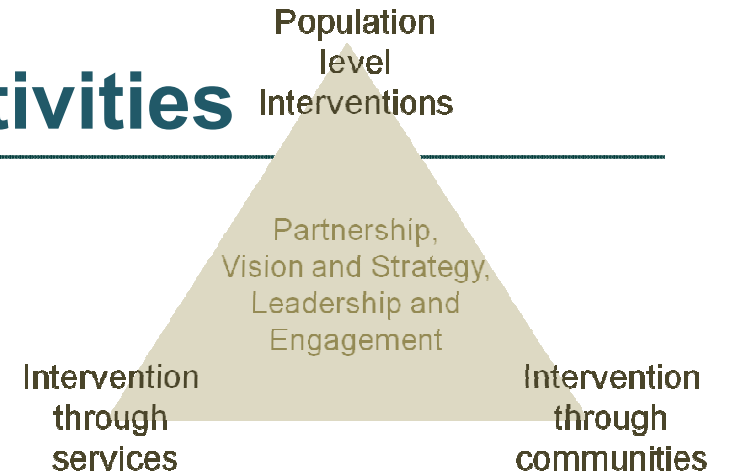 Population
level
Interventions
tivities
Partnership,
Vision and Strategy,
Leadership and
Engagement
Intervention
through
services
Intervention
through
communities